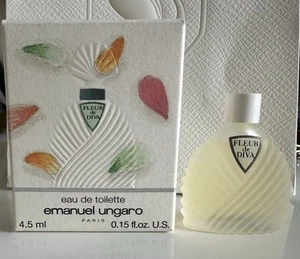 FLEUR
de
DIVA
eau de toilette
emanuel ungaro
PARIS
4.5 ml
0.15 fl.oz. U.S.
FLEUR
de
DIVA